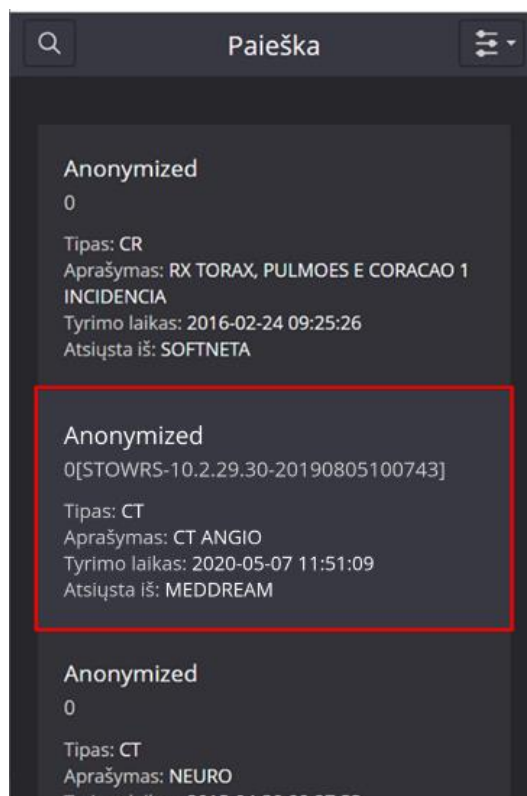 Paieška
Anonymized
0
Tipas: CR
Aprašymas: RX TORAX, PULMOES E CORACAO 1
INCIDENCIA
Tyrimo laikas: 2016-02-24 09:25:26
Atsiųsta iš: SOFTNETA
Anonymized
0[STOWRS-10.2.29.30-20190805100743]
Tipas: CT
Aprašymas: CT ANGIO
Tyrimo laikas: 2020-05-07 11:51:09
Atsiųsta iš: MEDDREAM
Anonymized
0
Tipas: CT
Aprašymas: NEURO